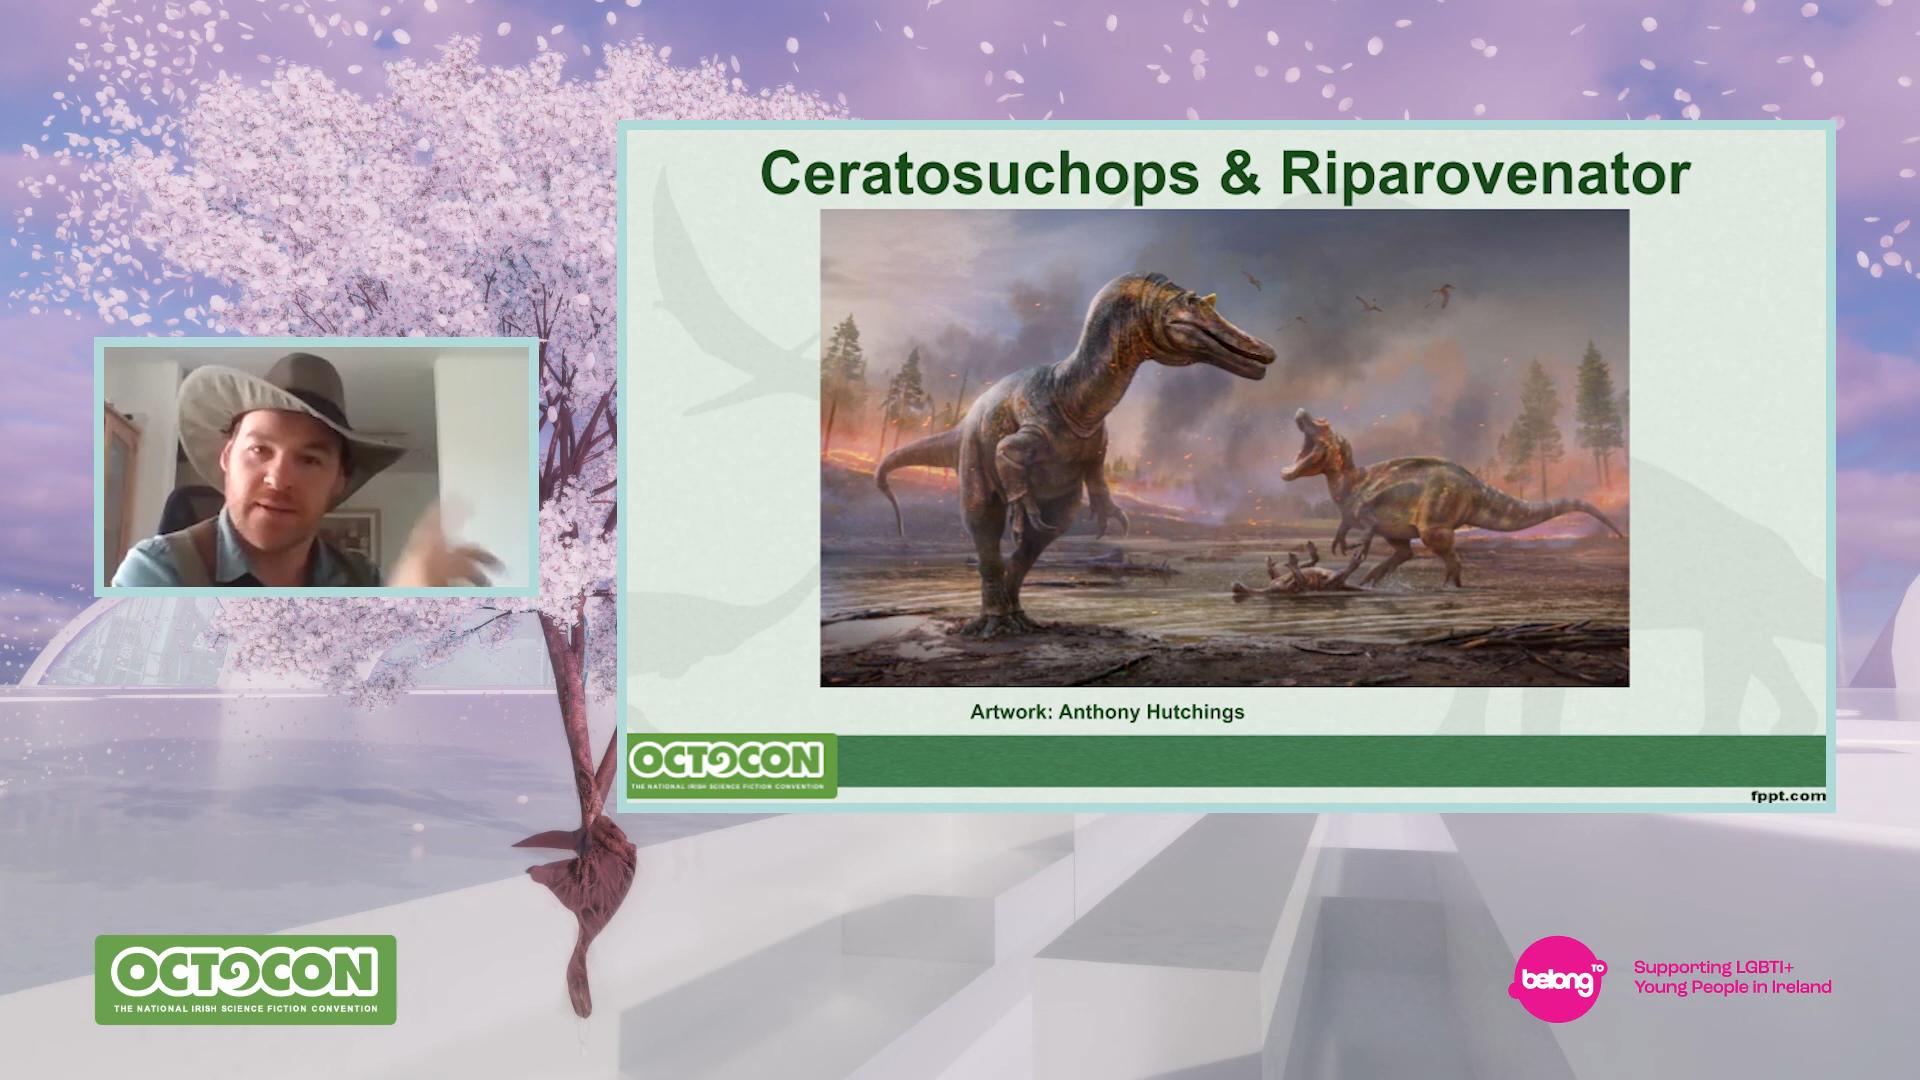 Ceratosuchops & Riparovenator
Artwork: Anthony Hutchings
OCTOCON
THE NATIONAL IRISH SCIENCE FICTION CONVENTION
fppt.com
OCTOCON
THE NATIONAL IRISH SCIENCE FICTION CONVENTION
belong TO
Supporting LGBTI+
Young People in Ireland